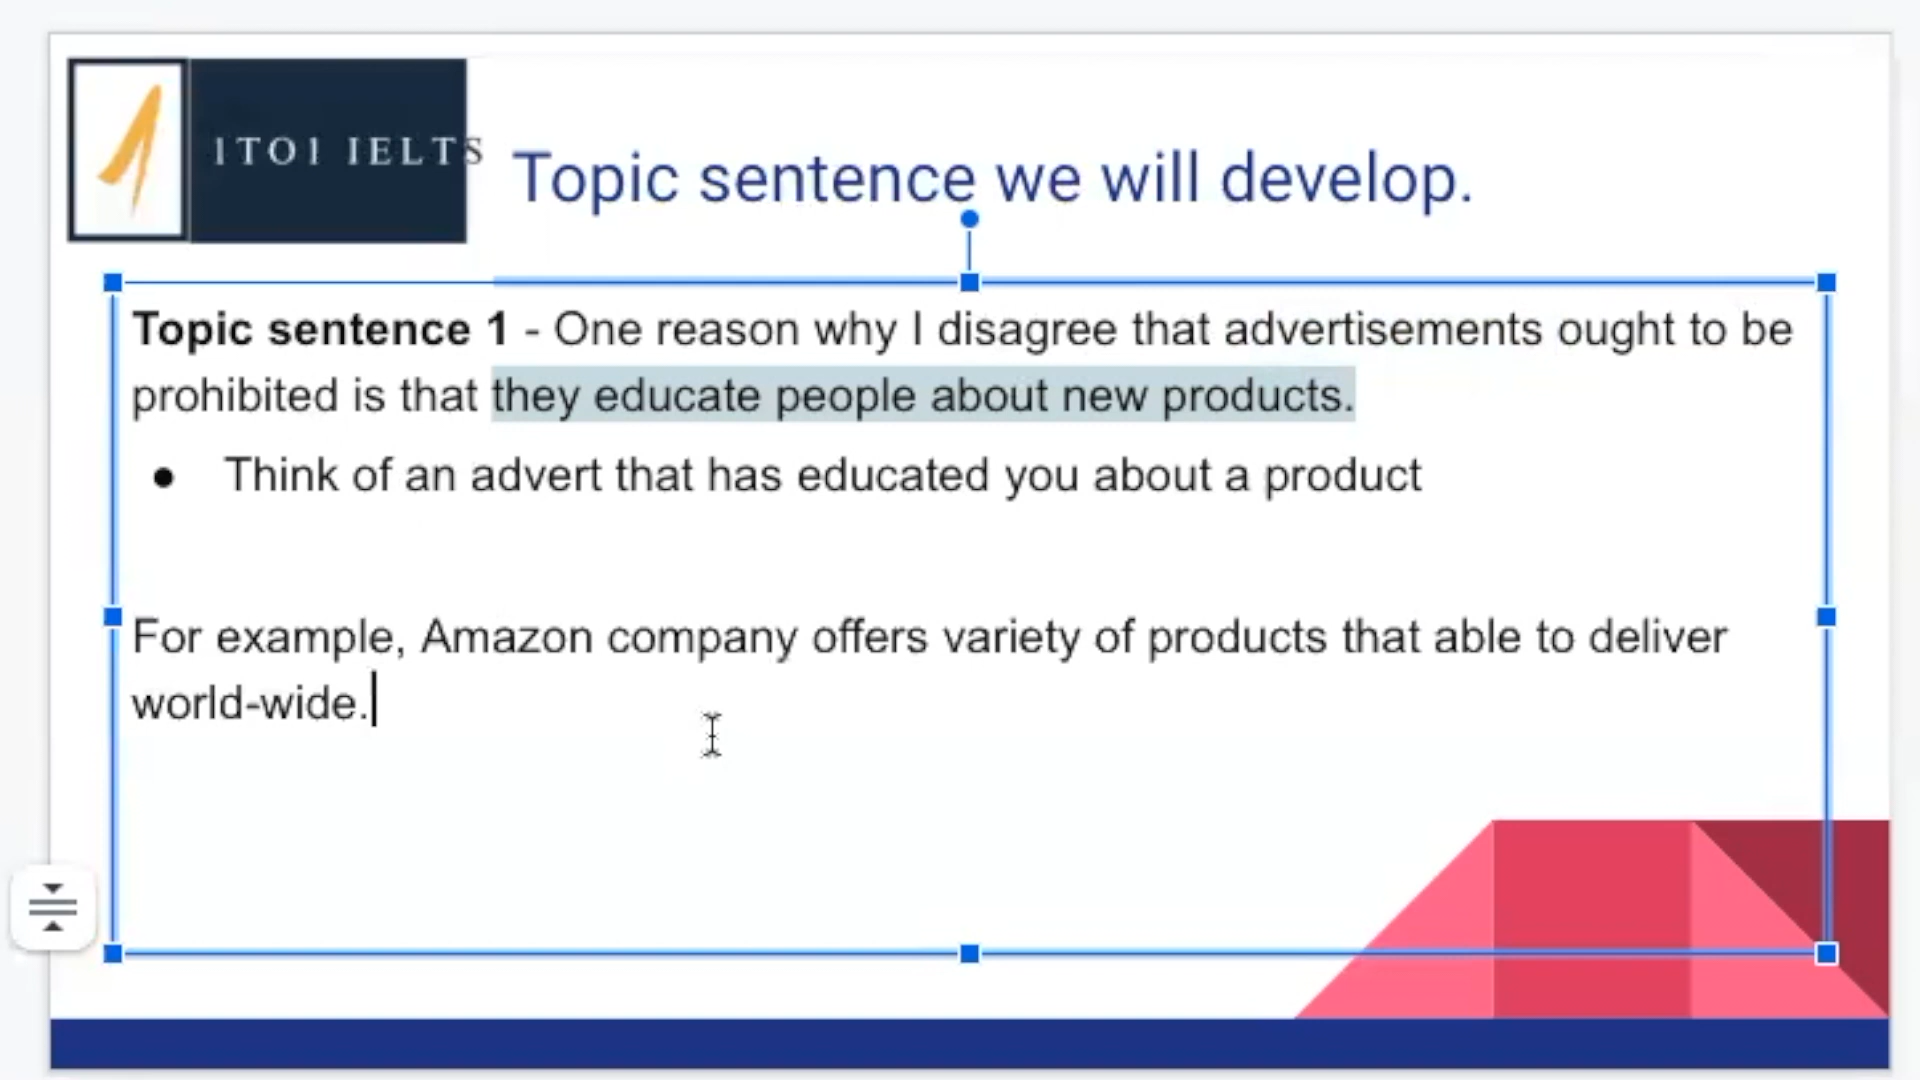 1TO1 IELTS
Topic sentence we will develop.
Topic sentence 1 - One reason why I disagree that advertisements ought to be
prohibited is that they educate people about new products.
● Think of an advert that has educated you about a product
For example, Amazon company offers variety of products that able to deliver
world-wide.